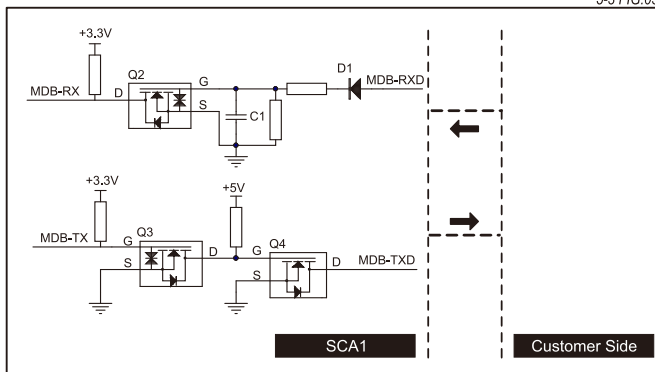 +3.3V
Q2
D1
MDB-RXD
MDB-RX
D
G
S
C1
+3.3V
+5V
MDB-TX
G
Q3
S
D
G
Q4
S
D
MDB-TXD
SCA1
Customer Side